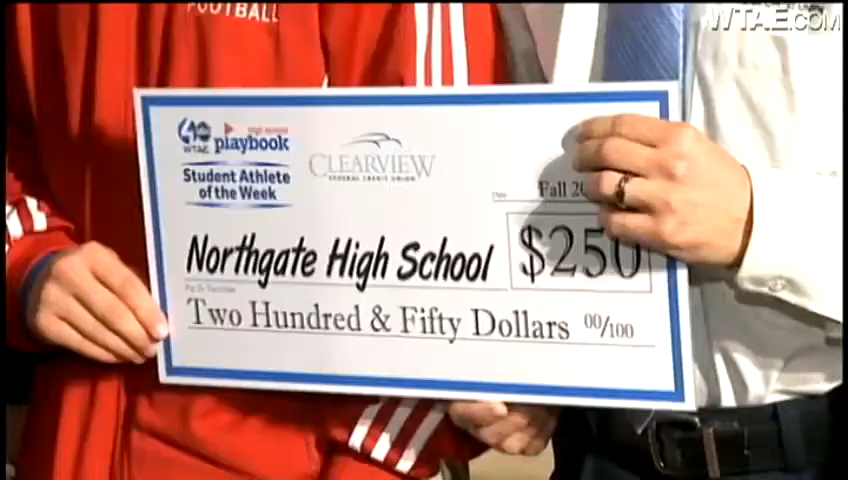 FOOTBALL
WTAE.COM
4 abc
WTAE
high school
playbook
Student Athlete
of the Week
CLEARVIEW
FEDERAL CREDIT UNION
Fall 20
Northgate High School
$250
Two Hundred & Fifty Dollars 00/100